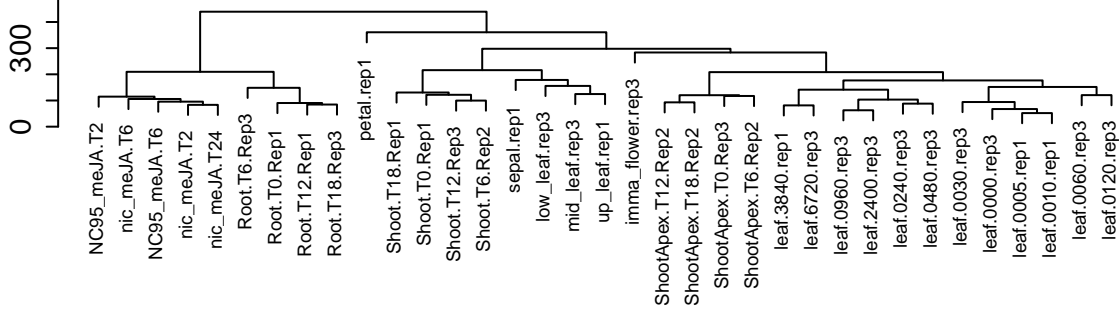 300
0
NC95_meJA.T2
nic_meJA.T6
NC95_meJA.T6
nic_meJA.T2
nic_meJA.T24
Root.T6.Rep3
Root.T0.Rep1
Root.T12.Rep1
Root.T18.Rep3
petal.rep1
Shoot.T18.Rep1
Shoot.T0.Rep1
Shoot.T12.Rep3
Shoot.T6.Rep2
sepal.rep1
low_leaf.rep3
mid_leaf.rep3
up_leaf.rep1
imma_flower.rep3
ShootApex.T12.Rep2
ShootApex.T18.Rep2
ShootApex.T0.Rep3
ShootApex.T6.Rep2
leaf.3840.rep1
leaf.6720.rep3
leaf.0960.rep3
leaf.2400.rep3
leaf.0240.rep3
leaf.0480.rep3
leaf.0030.rep3
leaf.0000.rep3
leaf.0005.rep1
leaf.0010.rep1
leaf.0060.rep3
leaf.0120.rep3